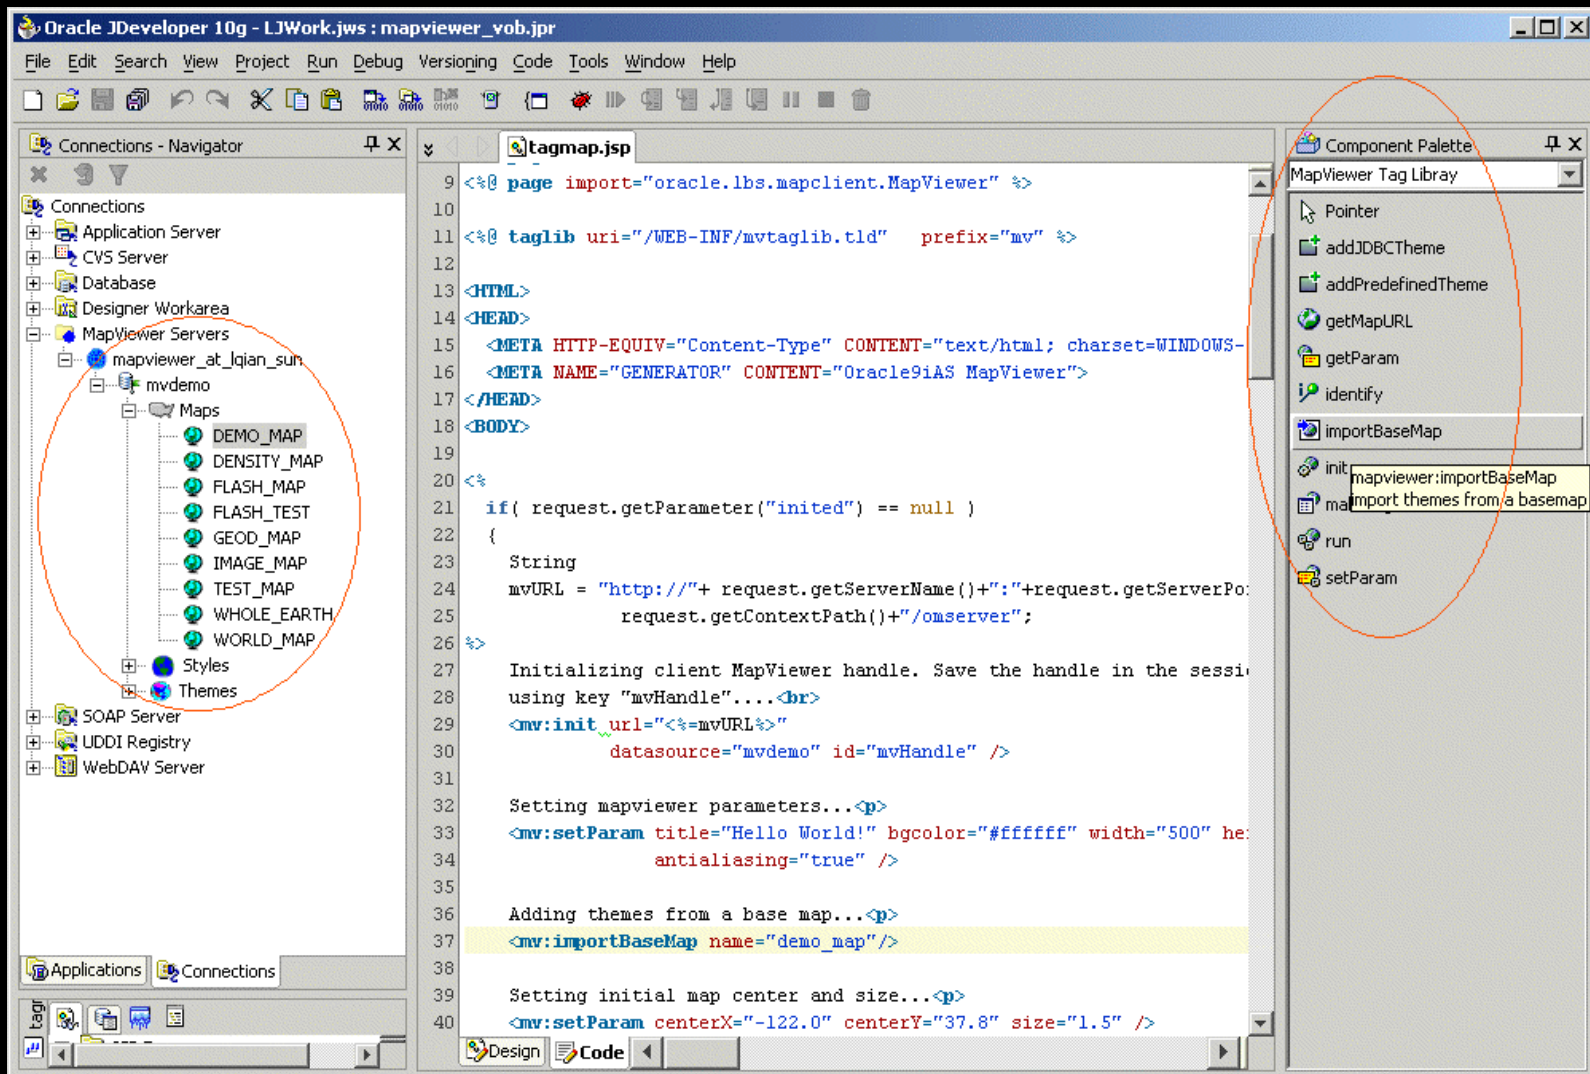 Oracle JDeveloper 10g - LJWork.jws : mapviewer_vob.jpr
File Edit Search View Project Run Debug Versioning Code Tools Window Help
Connections - Navigator
Connections
Application Server
CVS Server
Database
Designer Workarea
MapViewer Servers
mapviewer_at_lqian_sun
mvdemo
Maps
DEMO_MAP
DENSITY_MAP
FLASH_MAP
FLASH_TEST
GEOD_MAP
IMAGE_MAP
TEST_MAP
WHOLE_EARTH
WORLD_MAP
Styles
Themes
SOAP Server
UDDI Registry
WebDAV Server
Applications Connections
tagmap.jsp
9 <%@ page import="oracle.lbs.mapclient.MapViewer" %>
10
11 <%@ taglib uri="/WEB-INF/mvtaglib.tld" prefix="mv" %>
12
13 <HTML>
14 <HEAD>
15 <META HTTP-EQUIV="Content-Type" CONTENT="text/html; charset=WINDOWS-
16 <META NAME="GENERATOR" CONTENT="Oracle9iAS MapViewer">
17 </HEAD>
18 <BODY>
19
20 <%
21 if( request.getParameter("inited") == null )
22 {
23 String
24 mvURL = "http://"+ request.getServerName()+":"+request.getServerPo
25 request.getContextPath()+"/omserver";
26 %>
27 Initializing client MapViewer handle. Save the handle in the sessi
28 using key "mvHandle"....<br>
29 <mv:init url="<%=mvURL%>"
30 datasource="mvdemo" id="mvHandle" />
31
32 Setting mapviewer parameters...<p>
33 <mv:setParam title="Hello World!" bgcolor="#ffffff" width="500" he
34 antialiasing="true" />
35
36 Adding themes from a base map...<p>
37 <mv:importBaseMap name="demo_map"/>
38
39 Setting initial map center and size...<p>
40 <mv:setParam centerX="-122.0" centerY="37.8" size="1.5" />
Design Code
Component Palette
MapViewer Tag Libray
Pointer
addJDBCTheme
addPredefinedTheme
getMapURL
getParam
identify
importBaseMap
init
mapviewer:importBaseMap
import themes from a basemap
run
setParam